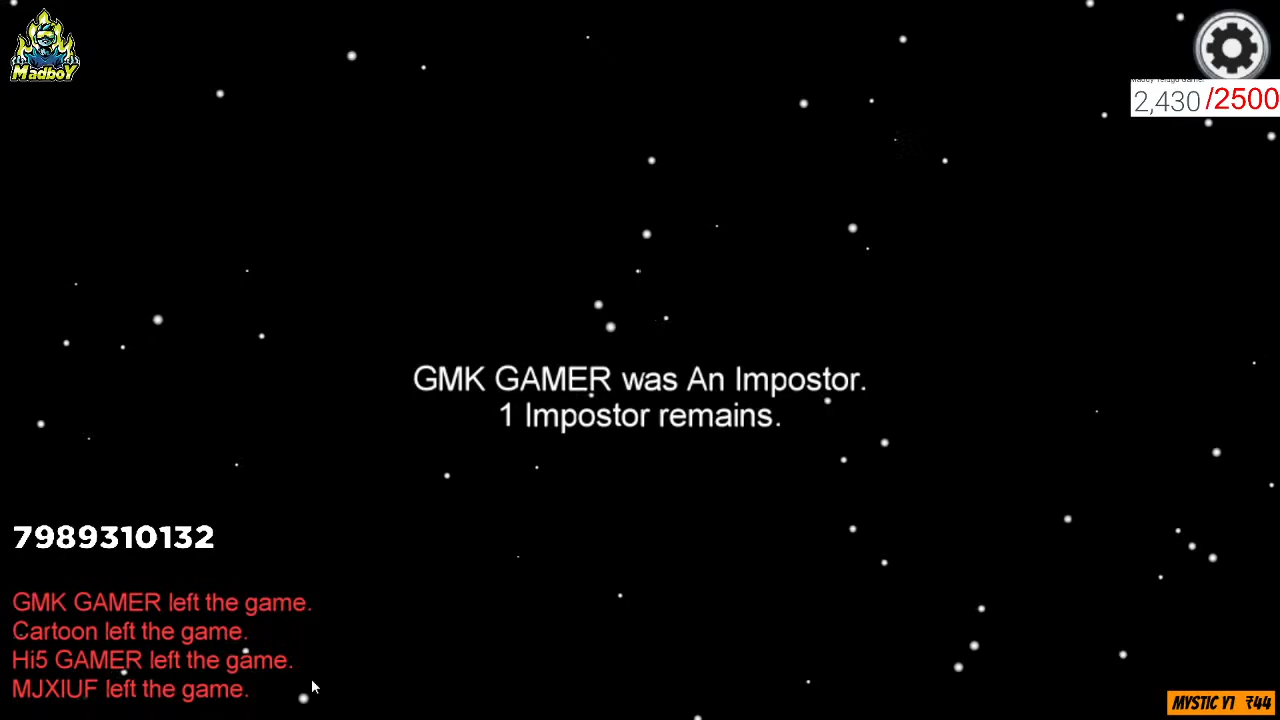 MadboY
2,430 /2500
GMK GAMER was An Impostor.
1 Impostor remains.
7989310132
GMK GAMER left the game.
Cartoon left the game.
Hi5 GAMER left the game.
MJXIUF left the game.
MYSTIC YT ₹44